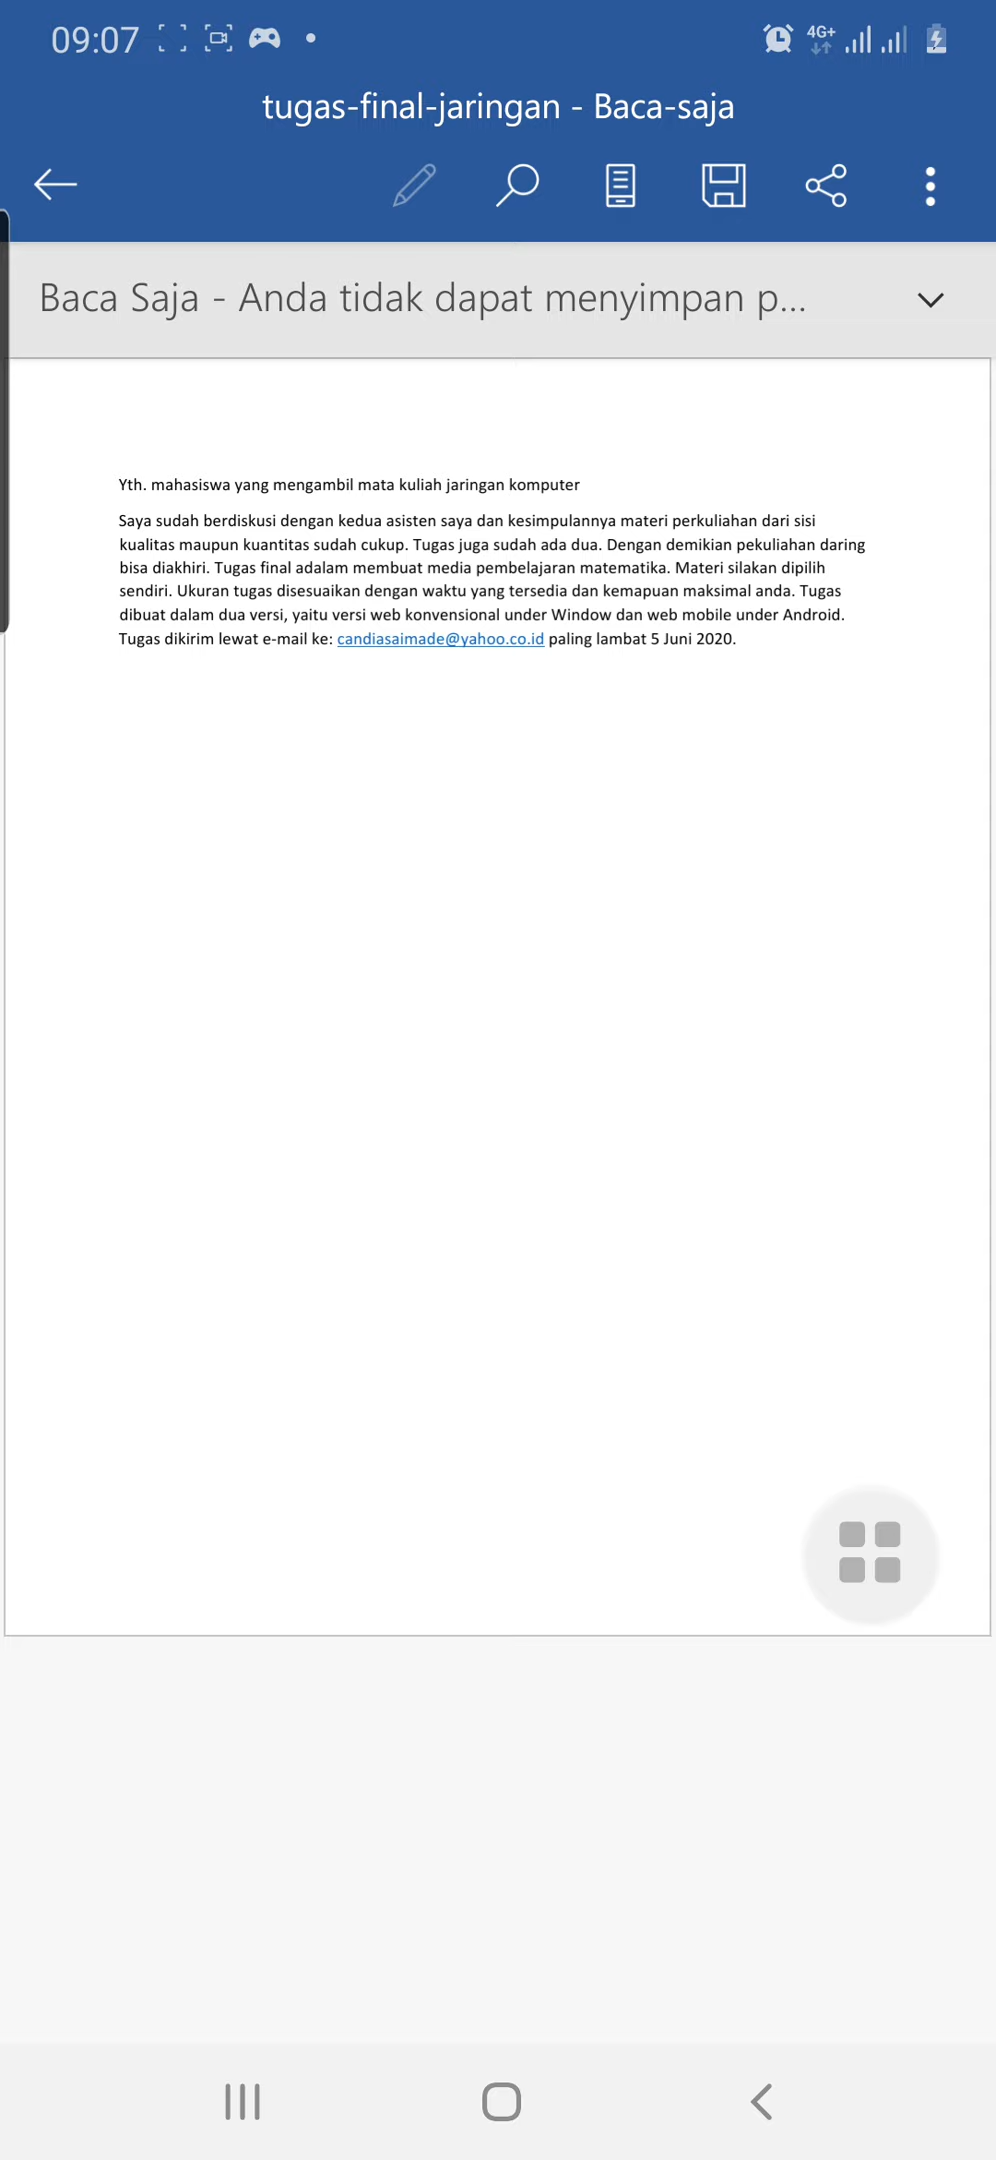 09:07
4G+
tugas-final-jaringan - Baca-saja
Baca Saja - Anda tidak dapat menyimpan p...
Yth. mahasiswa yang mengambil mata kuliah jaringan komputer
Saya sudah berdiskusi dengan kedua asisten saya dan kesimpulannya materi perkuliahan dari sisi
kualitas maupun kuantitas sudah cukup. Tugas juga sudah ada dua. Dengan demikian pekuliahan daring
bisa diakhiri. Tugas final adalam membuat media pembelajaran matematika. Materi silakan dipilih
sendiri. Ukuran tugas disesuaikan dengan waktu yang tersedia dan kemapuan maksimal anda. Tugas
dibuat dalam dua versi, yaitu versi web konvensional under Window dan web mobile under Android.
Tugas dikirim lewat e-mail ke: candiasaimade@yahoo.co.id paling lambat 5 Juni 2020.